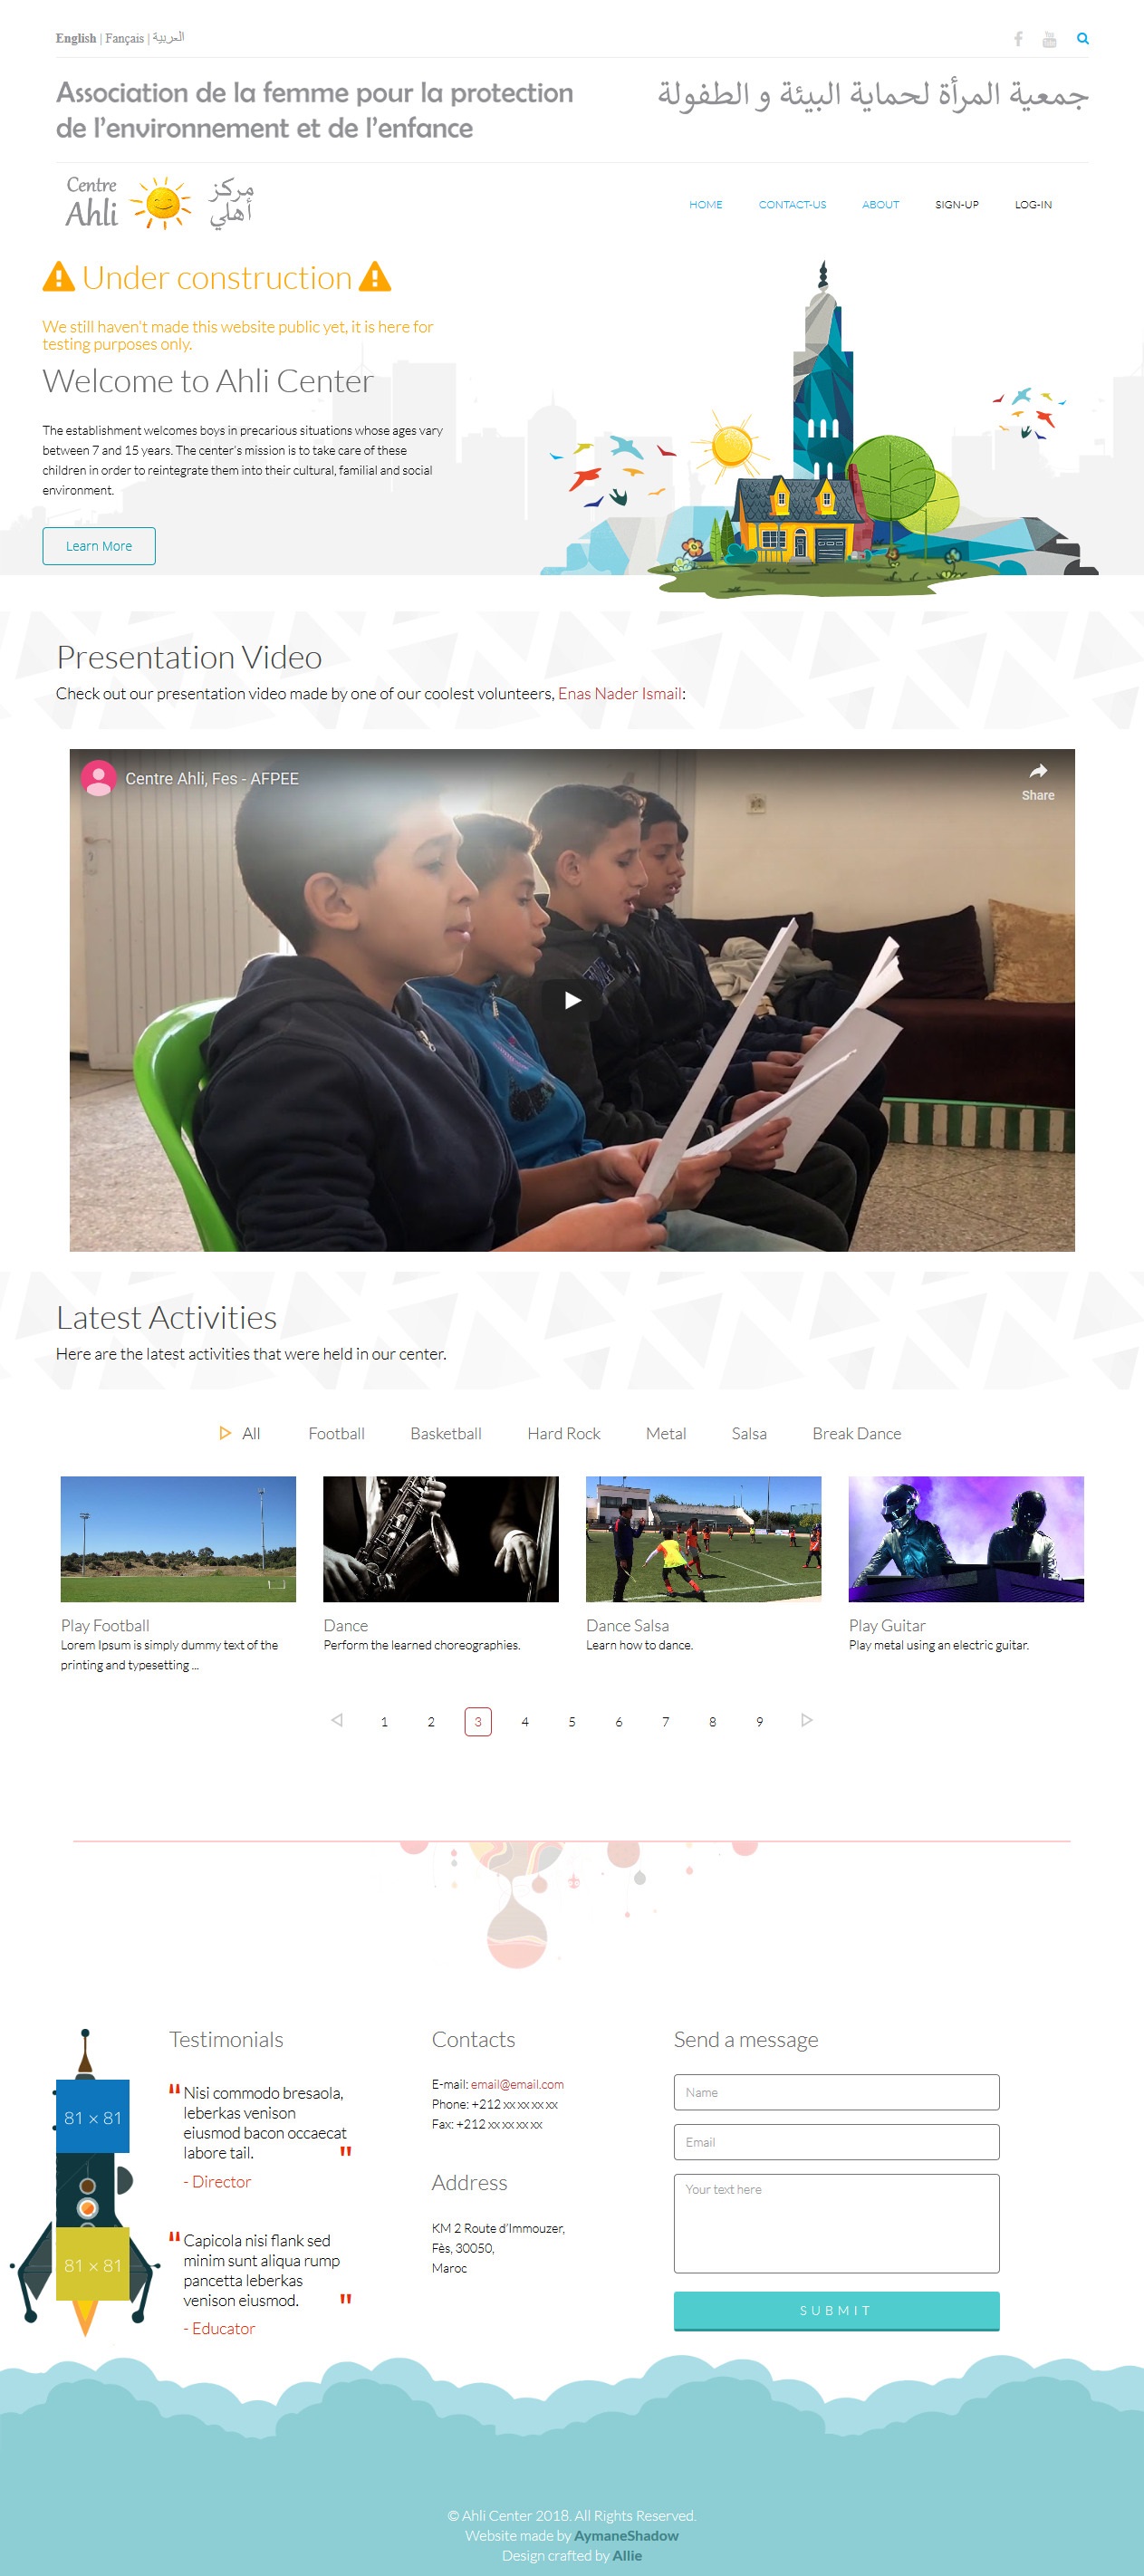 English | Fançais | العربية
Association de la femme pour la protection
de l'environnement et de l'enfance
جمعية المرأة لحماية البيئة و الطفولة
Centre
Ahli
مركز
أهلي
HOME CONTACT-US ABOUT SIGN-UP LOG-IN
Under construction
We still haven't made this website public yet, it is here for
testing purposes only.
Welcome to Ahli Center
The establishment welcomes boys in precarious situations whose ages vary
between 7 and 15 years. The center's mission is to take care of these
children in order to reintegrate them into their cultural, familial and social
environment.
Learn More
Presentation Video
Check out our presentation video made by one of our coolest volunteers, Enas Nader Ismail:
Centre Ahli, Fes - AFPEE
Share
Latest Activities
Here are the latest activities that were held in our center.
All Football Basketball Hard Rock Metal Salsa Break Dance
Play Football
Lorem Ipsum is simply dummy text of the
printing and typesetting ...
Dance
Perform the learned choreographies.
Dance Salsa
Learn how to dance.
Play Guitar
Play metal using an electric guitar.
1 2 3 4 5 6 7 8 9
Testimonials
81 × 81
" Nisi commodo bresaola,
leberkas venison
eiusmod bacon occaecat
labore tail. "
- Director
81 × 81
" Capicola nisi flank sed
minim sunt aliqua rump
pancetta leberkas
venison eiusmod. "
- Educator
Contacts
E-mail: email@email.com
Phone: +212 xx xx xx xx
Fax: +212 xx xx xx xx
Address
KM 2 Route d'Immouzer,
Fès, 30050,
Maroc
Send a message
Name
Email
Your text here
SUBMIT
© Ahli Center 2018. All Rights Reserved.
Website made by AymaneShadow
Design crafted by Allie